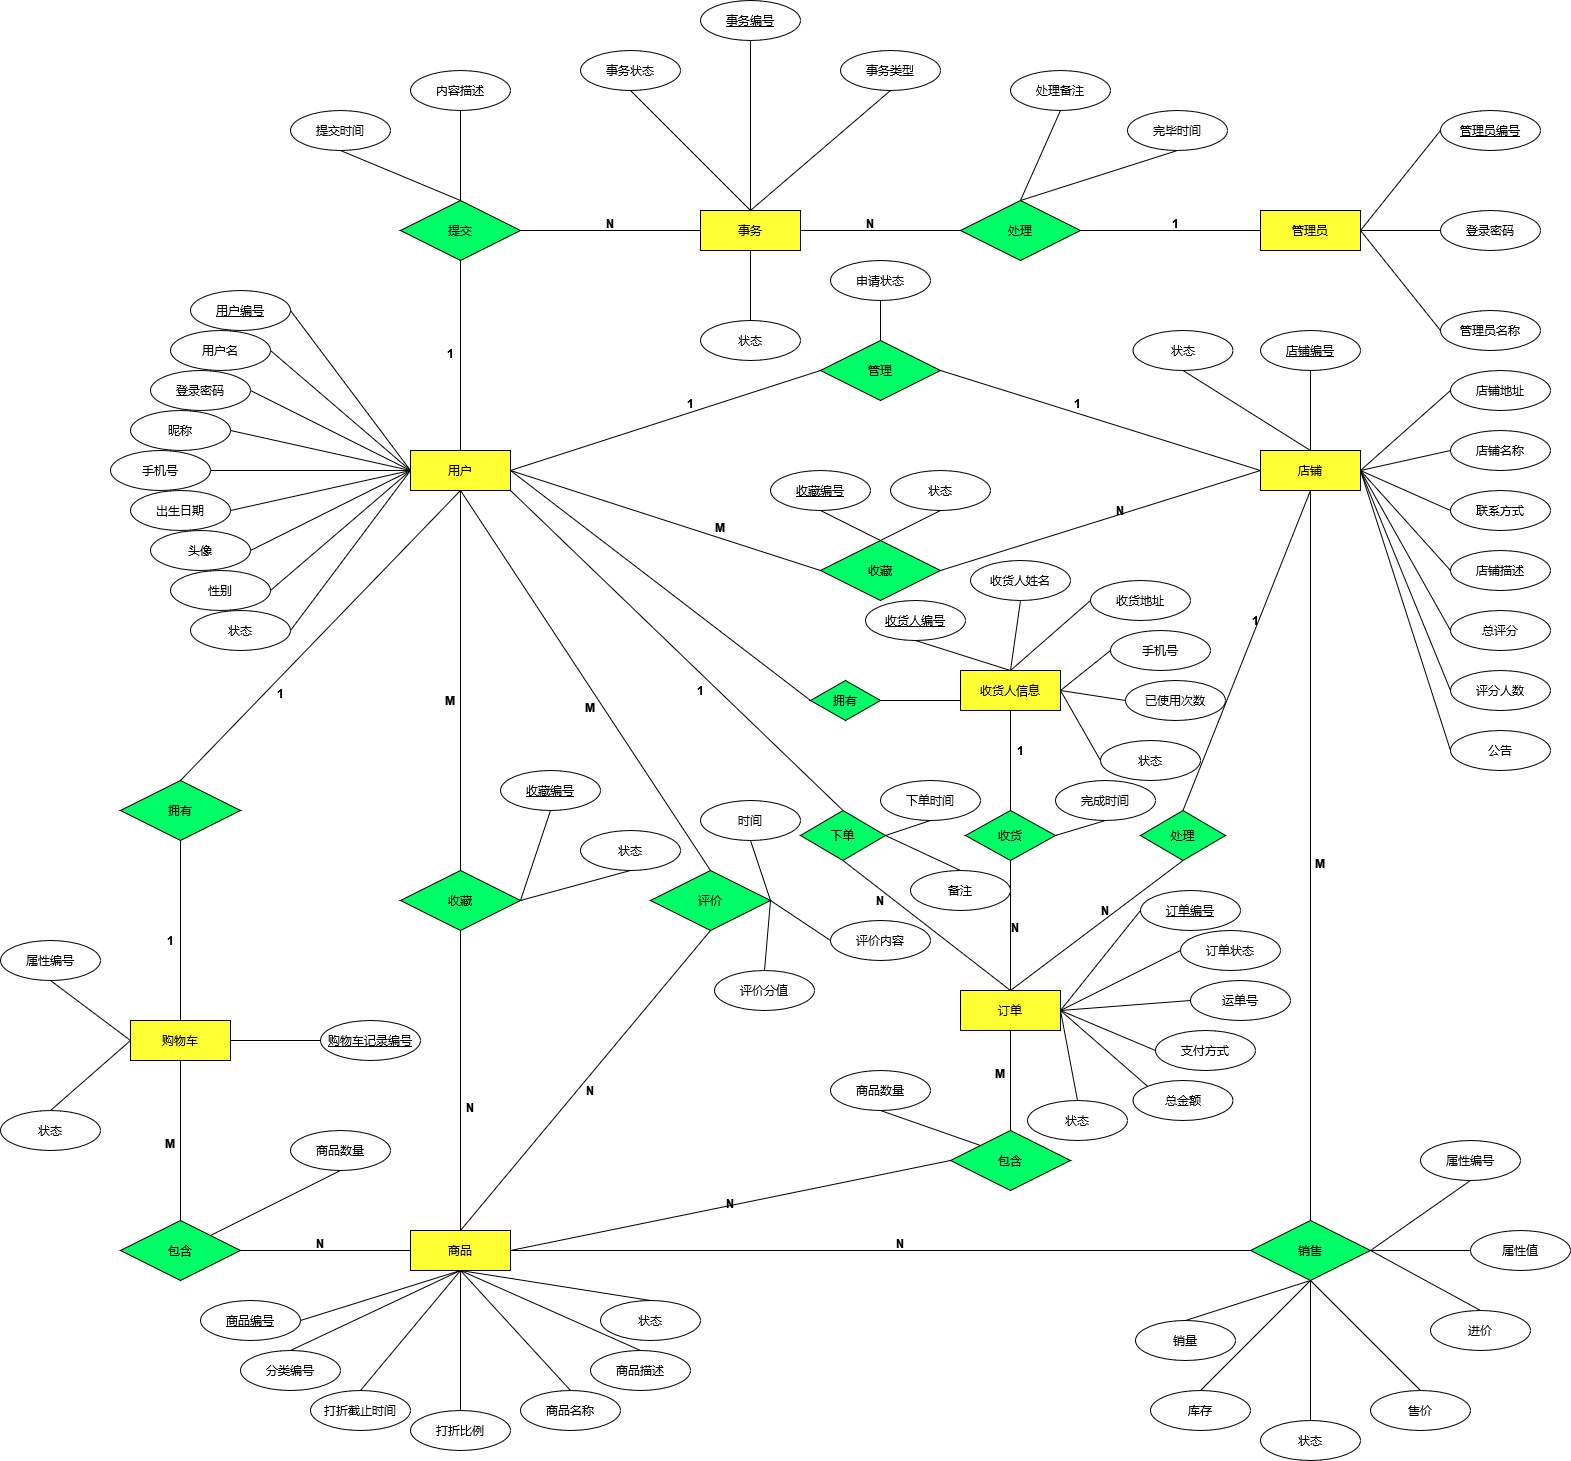 事务编号
事务状态
事务类型
内容描述
处理备注
提交时间
完毕时间
管理员编号
提交
N
事务
N
处理
1
管理员
登录密码
管理员名称
状态
申请状态
用户编号
用户名
登录密码
昵称
手机号
出生日期
头像
性别
状态
1
管理
1
1
状态
店铺编号
店铺地址
店铺名称
联系方式
店铺描述
总评分
评分人数
公告
用户
店铺
收藏编号
状态
M
N
收藏
收货人姓名
收货地址
收货人编号
手机号
已使用次数
状态
1
收货人信息
拥有
1
M
M
1
1
拥有
收藏编号
状态
时间
下单时间
完成时间
下单
收货
处理
M
备注
收藏
评价
N
N
N
评价内容
评价分值
订单编号
订单状态
运单号
支付方式
总金额
状态
1
属性编号
购物车
购物车记录编号
状态
订单
M
M
N
N
商品数量
商品数量
包含
N
属性编号
包含
N
商品
N
销售
属性值
进价
商品编号
分类编号
打折截止时间
打折比例
商品名称
商品描述
状态
销量
库存
状态
售价